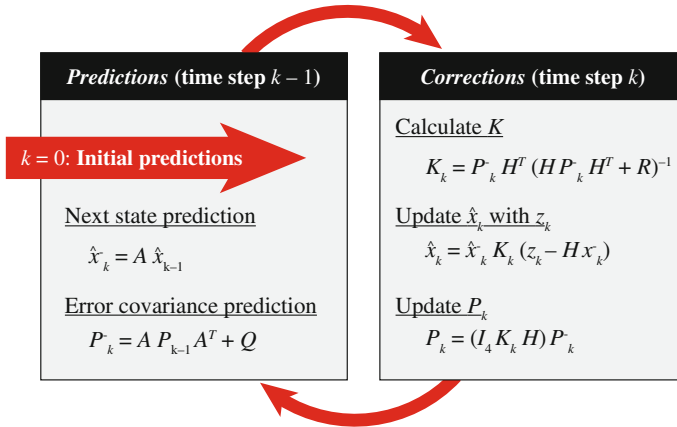 Predictions (time step k – 1)
k = 0: Initial predictions
Next state prediction
x̂⁻ₖ = A x̂ₖ₋₁
Error covariance prediction
P⁻ₖ = A Pₖ₋₁ Aᵀ + Q
Corrections (time step k)
Calculate K
Kₖ = P⁻ₖ Hᵀ (H P⁻ₖ Hᵀ + R)⁻¹
Update x̂ₖ with zₖ
x̂ₖ = x̂⁻ₖ Kₖ (zₖ – H x⁻ₖ)
Update Pₖ
Pₖ = (I₄ Kₖ H) P⁻ₖ